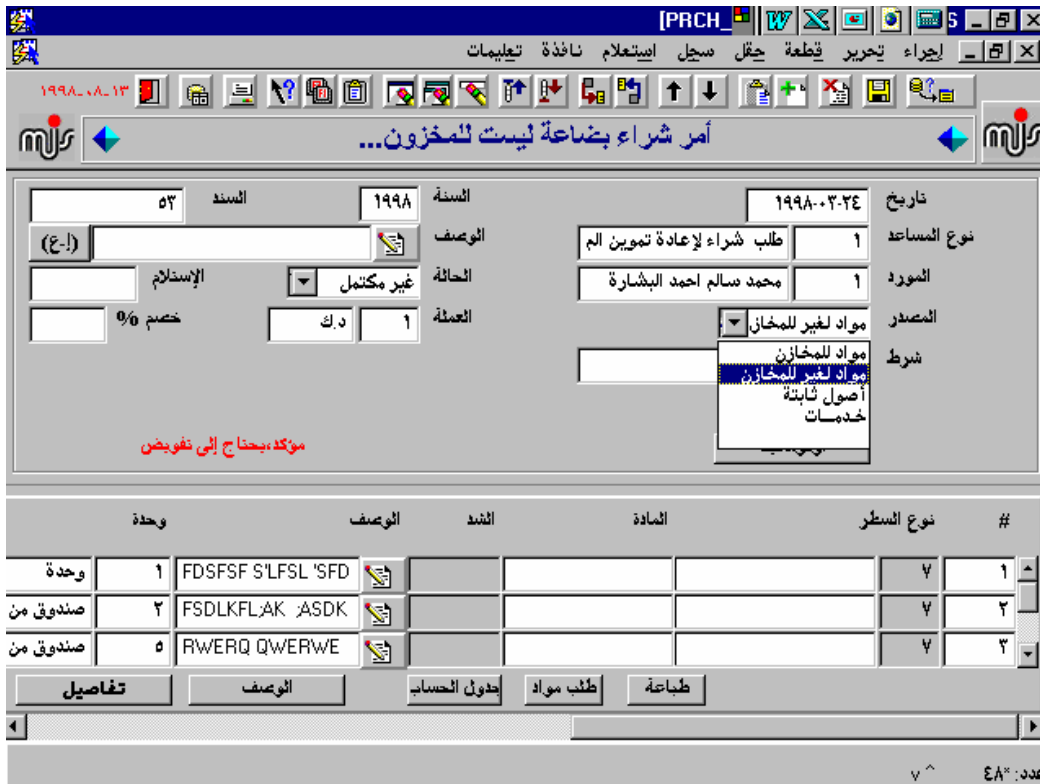 [PRCH_ S
إجراء تحرير قطعة حقل سجل استعلام نافذة تعليمات
١٩٩٨-٠٨-١٣
mis أمر شراء بضاعة ليست للمخزون... mis
تاريخ ١٩٩٨-٠٣-٢٤ السنة ١٩٩٨ السند ٥٣
نوع المساعد ١ طلب شراء لإعادة تموين الم الوصف (إ-ع)
المورد ١ محمد سالم احمد البشارة الحالة غير مكتمل الإستلام
المصدر مواد لغير للمخاز العملة ١ د.ك خصم %
مواد للمخازن
شرط مواد لغير للمخازن
أصول ثابتة
خدمات
مؤكد،يحتاج إلى تفويض
# نوع السطر المادة الشد الوصف وحدة
١ ٧ FDSFSF S'LFSL 'SFD ١ وحدة
٢ ٧ FSDLKFL;AK ;ASDK ٢ صندوق من
٣ ٧ RWERQ QWERWE ٥ صندوق من
طباعة طلب مواد جدول الحساب الوصف تفاصيل
عدد: *٤٨ ^ v